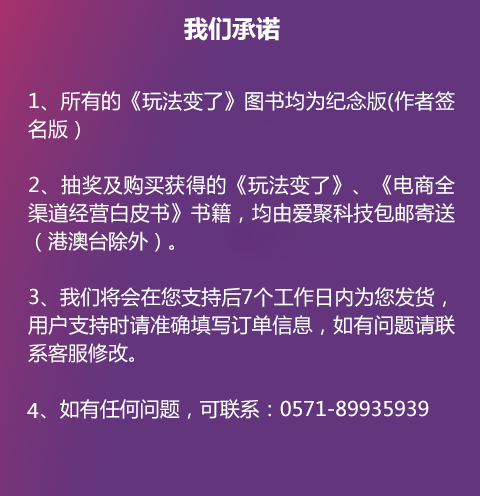 我们承诺
1、所有的《玩法变了》图书均为纪念版(作者签
名版）
2、抽奖及购买获得的《玩法变了》、《电商全
渠道经营白皮书》书籍，均由爱聚科技包邮寄送
（港澳台除外）。
3、我们将会在您支持后7个工作日内为您发货，
用户支持时请准确填写订单信息，如有问题请联
系客服修改。
4、如有任何问题，可联系：0571-89935939